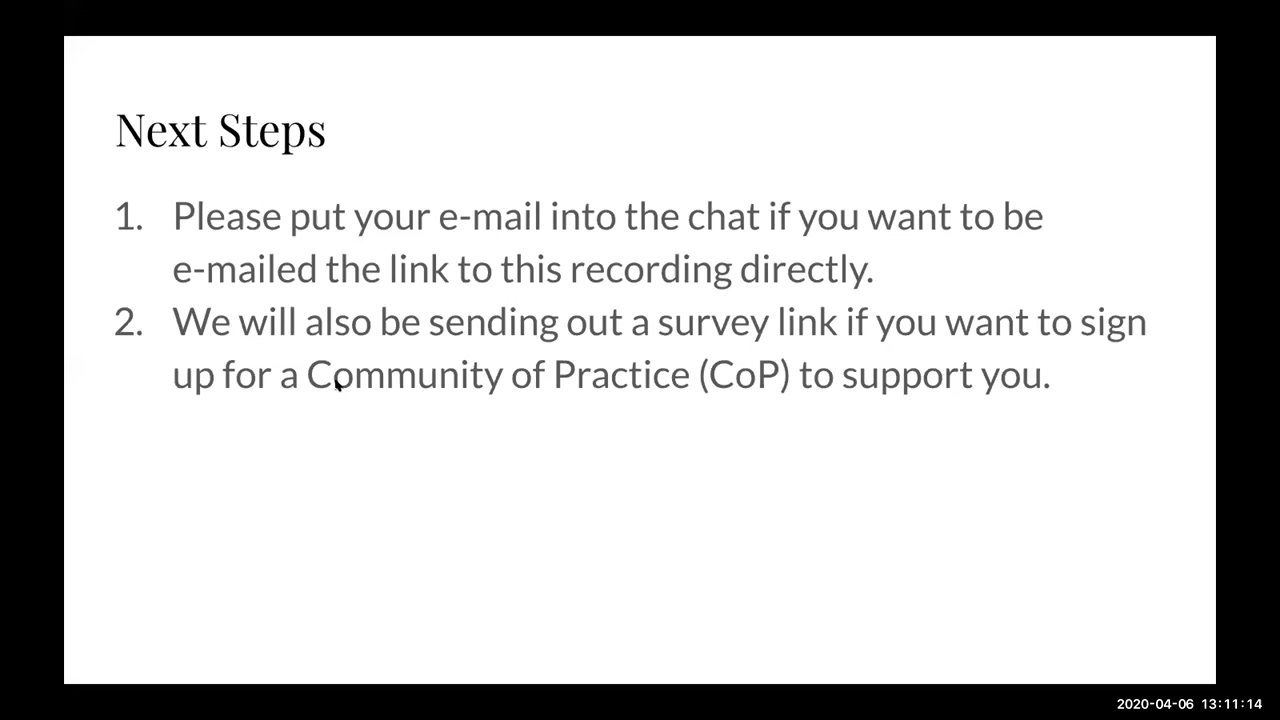 Next Steps
1. Please put your e-mail into the chat if you want to be
e-mailed the link to this recording directly.
2. We will also be sending out a survey link if you want to sign
up for a Community of Practice (CoP) to support you.
2020-04-06 13:11:14